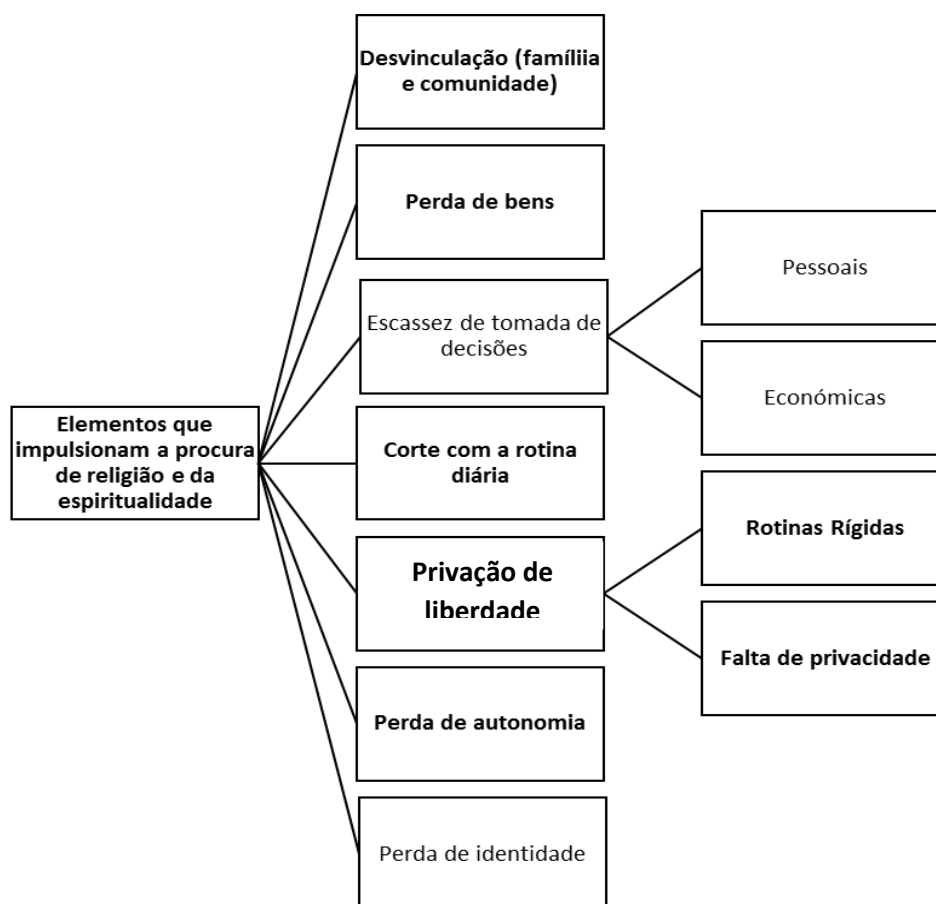 Desvinculação (famíliia
e comunidade)
Perda de bens
Pessoais
Escassez de tomada de
decisões
Económicas
Elementos que
impulsionam a procura
de religião e da
espiritualidade
Corte com a rotina
diária
Rotinas Rígidas
Privação de
liberdade
Falta de privacidade
Perda de autonomia
Perda de identidade